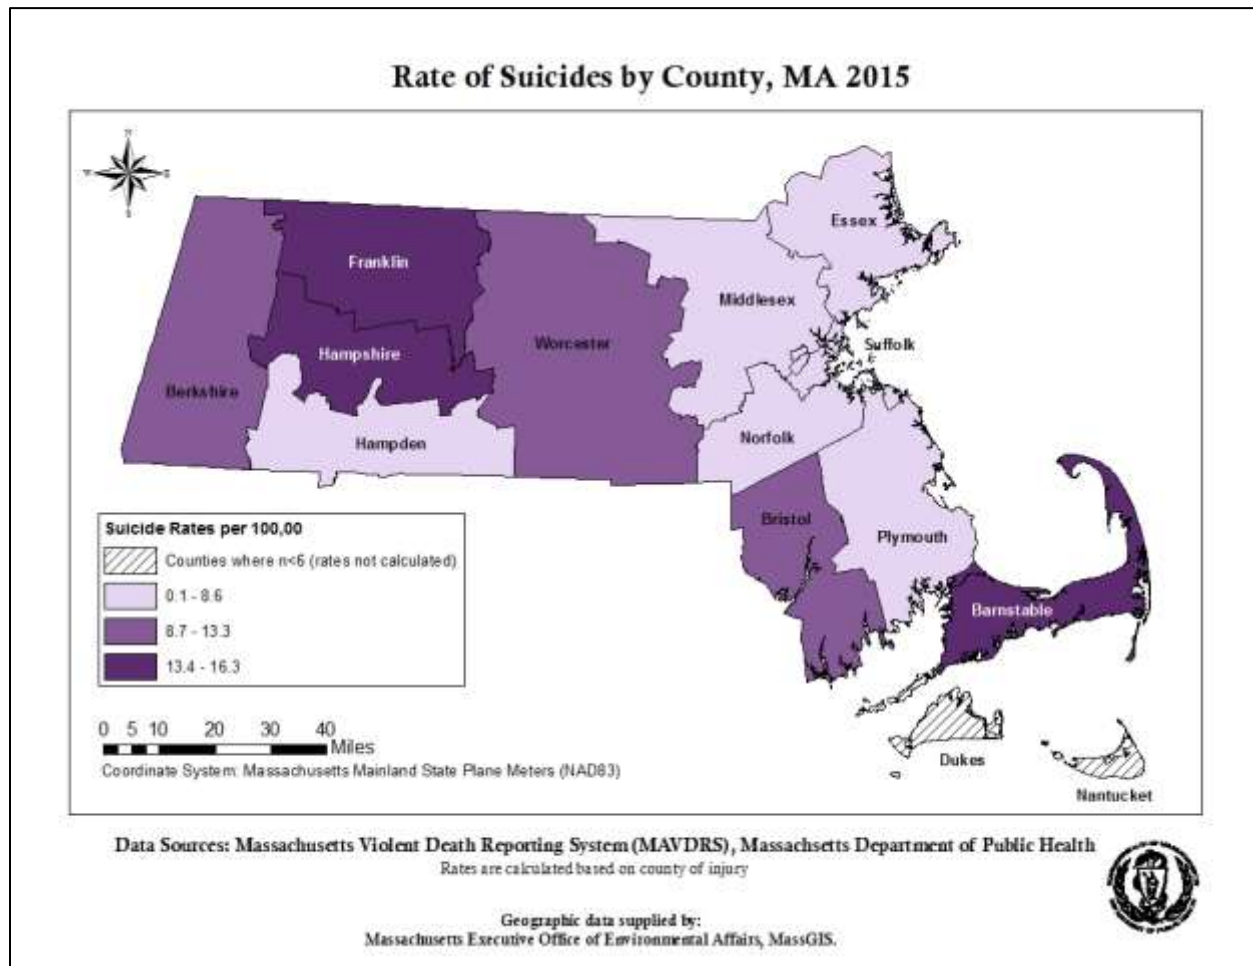 Rate of Suicides by County, MA 2015
N
S
Essex
Franklin
Middlesex
Suffolk
Worcester
Hampshire
Berkshire
Norfolk
Hampden
Bristol
Plymouth
Barnstable
Dukes
Nantucket
Suicide Rates per 100,00
Counties where n<6 (rates not calculated)
0.1 - 8.6
8.7 - 13.3
13.4 - 16.3
0 5 10 20 30 40
Miles
Coordinate System: Massachusetts Mainland State Plane Meters (NAD83)
Data Sources: Massachusetts Violent Death Reporting System (MAVDRS), Massachsetts Department of Public Health
Rates are calculated based on county of injury
Geographic data supplied by:
Massachusetts Executive Office of Environmental Affairs, MassGIS.